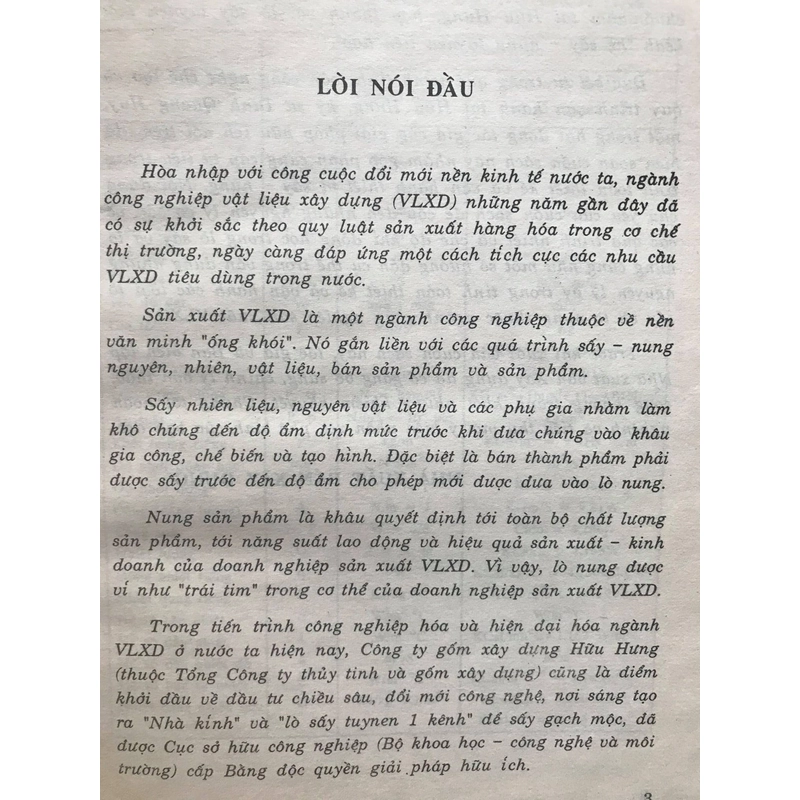 LỜI NÓI ĐẦU
Hòa nhập với công cuộc đổi mới nền kinh tế nước ta, ngành
công nghiệp vật liệu xây dựng (VLXD) những năm gần đây đã
có sự khởi sắc theo quy luật sản xuất hàng hóa trong cơ chế
thị trường, ngày càng đáp ứng một cách tích cực các nhu cầu
VLXD tiêu dùng trong nước.
Sản xuất VLXD là một ngành công nghiệp thuộc về nền
văn minh "ống khói". Nó gắn liền với các quá trình sấy – nung
nguyên, nhiên, vật liệu, bán sản phẩm và sản phẩm.
Sấy nhiên liệu, nguyên vật liệu và các phụ gia nhằm làm
khô chúng đến độ ẩm định mức trước khi đưa chúng vào khâu
gia công, chế biến và tạo hình. Đặc biệt là bán thành phẩm phải
được sấy trước đến độ ẩm cho phép mới được đưa vào lò nung.
Nung sản phẩm là khâu quyết định tới toàn bộ chất lượng
sản phẩm, tới năng suất lao động và hiệu quả sản xuất – kinh
doanh của doanh nghiệp sản xuất VLXD. Vì vậy, lò nung được
ví như "trái tim" trong cơ thể của doanh nghiệp sản xuất VLXD.
Trong tiến trình công nghiệp hóa và hiện đại hóa ngành
VLXD ở nước ta hiện nay, Công ty gốm xây dựng Hữu Hưng
(thuộc Tổng Công ty thủy tinh và gốm xây dựng) cũng là điểm
khởi đầu về đầu tư chiều sâu, đổi mới công nghệ, nơi sáng tạo
ra "Nhà kính" và "lò sấy tuynen 1 kênh" để sấy gạch mộc, đã
được Cục sở hữu công nghiệp (Bộ khoa học – công nghệ và môi
trường) cấp Bằng độc quyền giải pháp hữu ích.
3